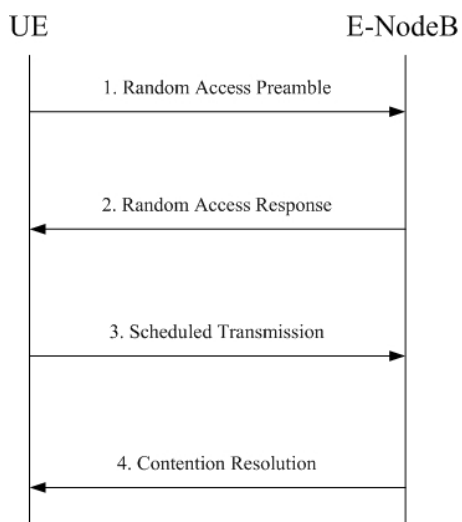 UE
E-NodeB
1. Random Access Preamble
2. Random Access Response
3. Scheduled Transmission
4. Contention Resolution